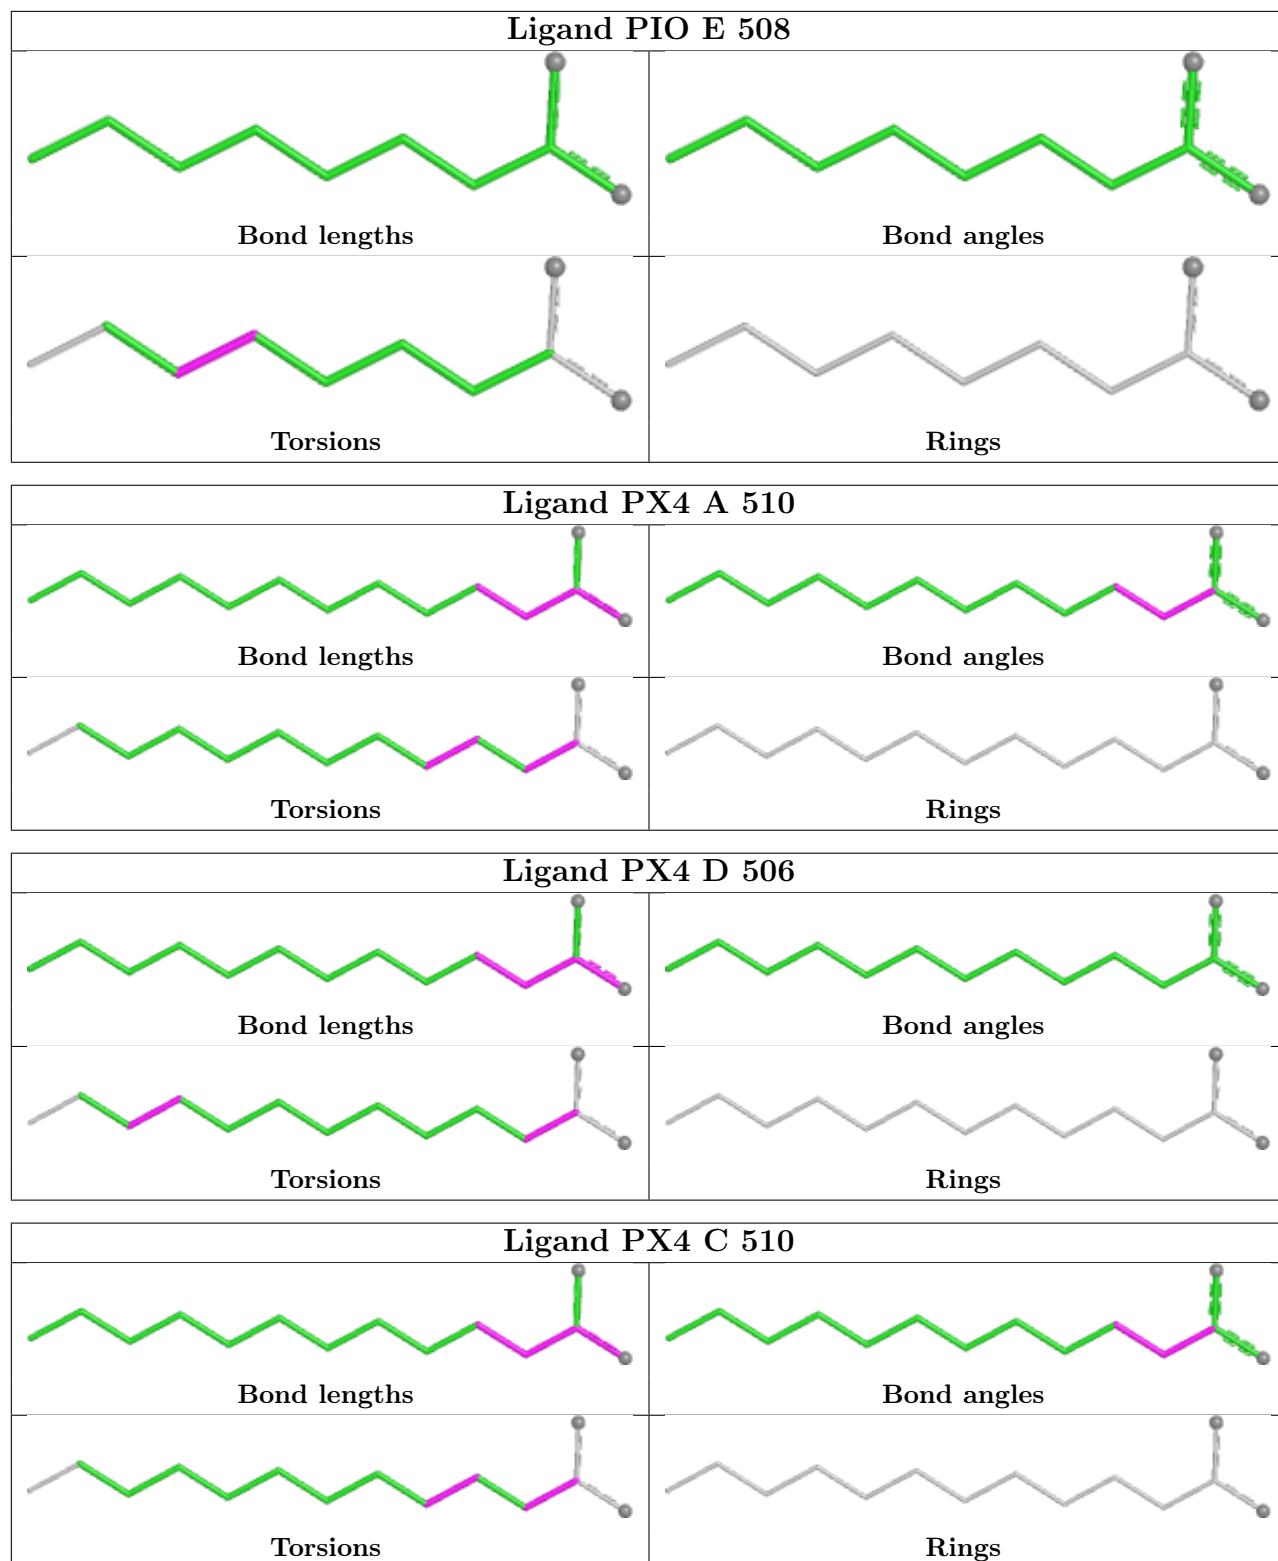 Ligand PIO E 508
Bond lengths
Bond angles
Torsions
Rings
Ligand PX4 A 510
Bond lengths
Bond angles
Torsions
Rings
Ligand PX4 D 506
Bond lengths
Bond angles
Torsions
Rings
Ligand PX4 C 510
Bond lengths
Bond angles
Torsions
Rings